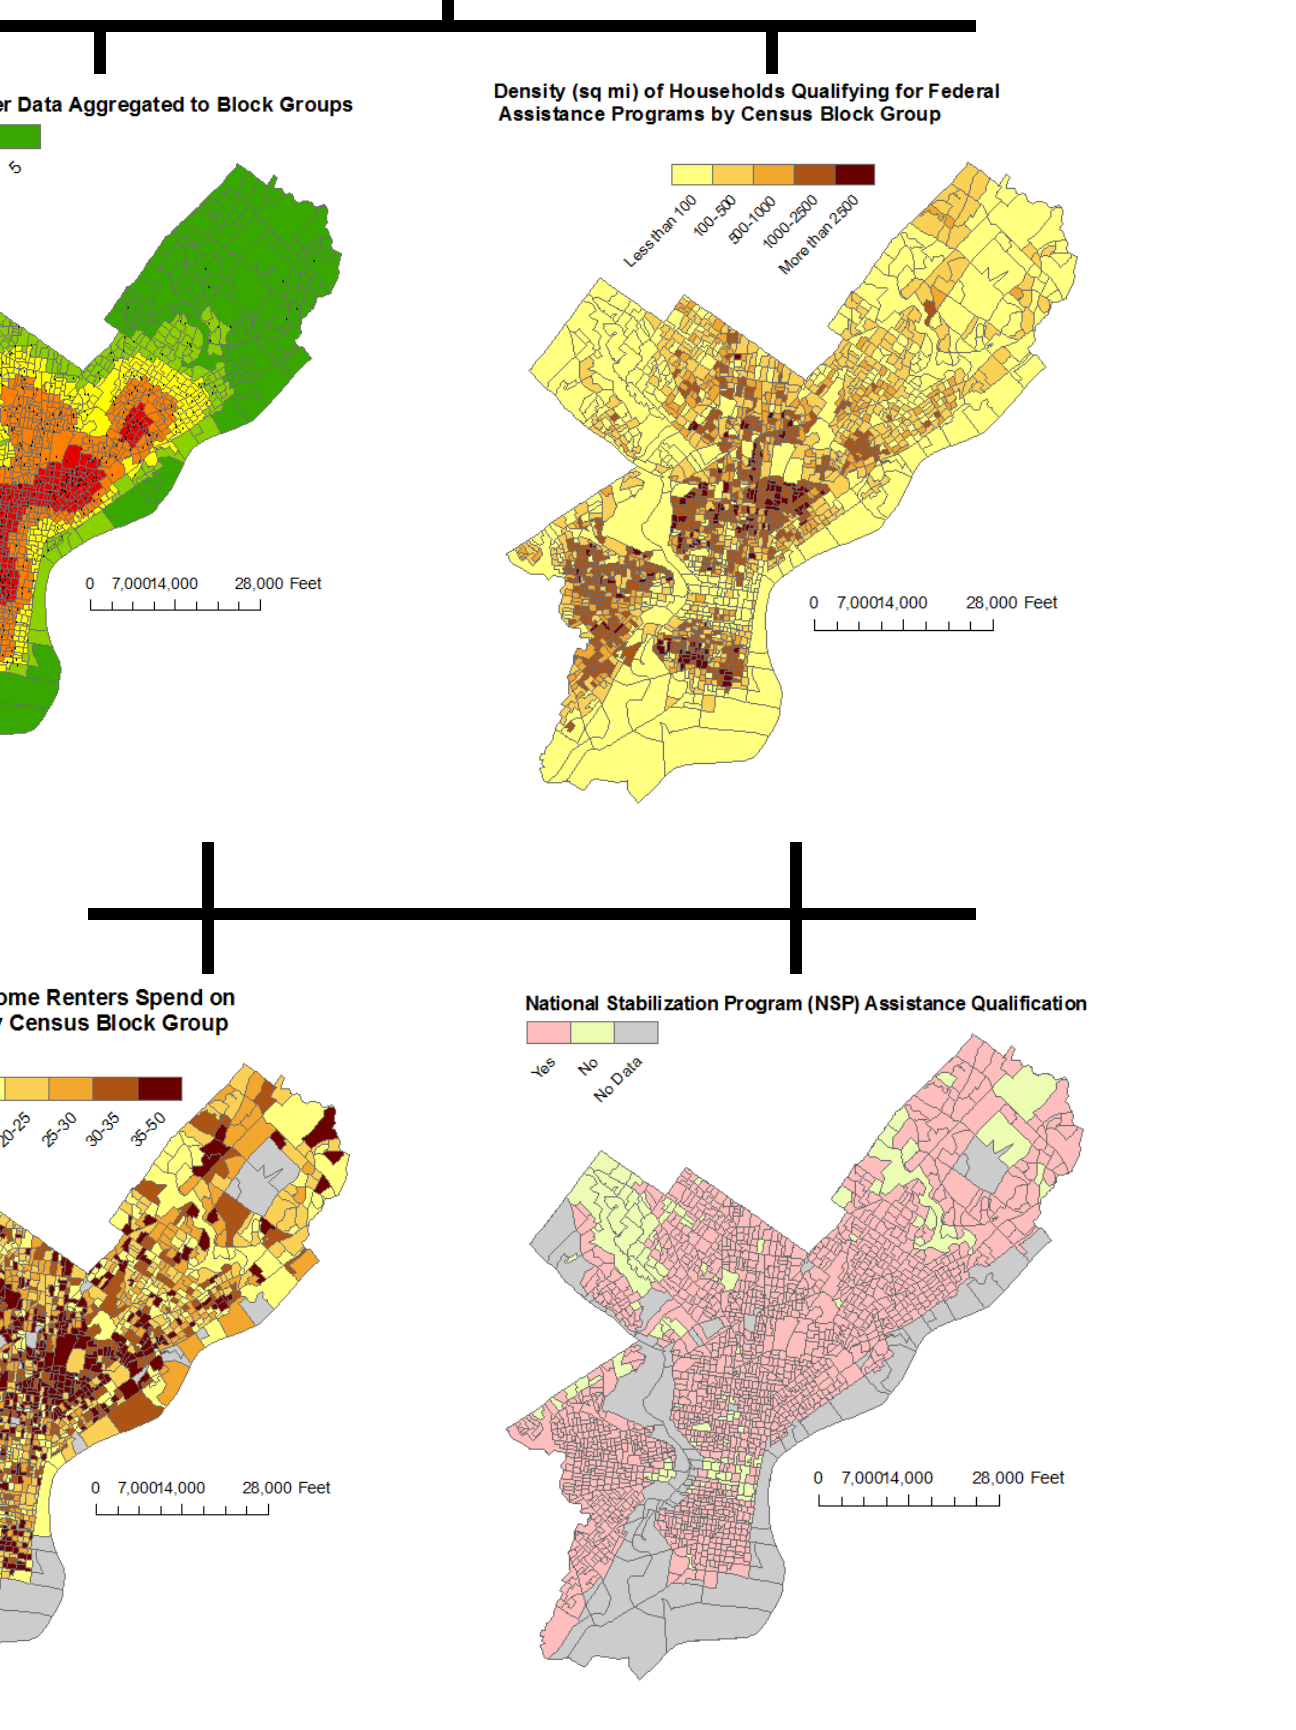 er Data Aggregated to Block Groups
5
Density (sq mi) of Households Qualifying for Federal
Assistance Programs by Census Block Group
Less than 100
100-500
500-1000
1000-2500
More than 2500
0 7,00014,000 28,000 Feet
0 7,00014,000 28,000 Feet
ome Renters Spend on
y Census Block Group
20-25
25-30
30-35
35-50
National Stabilization Program (NSP) Assistance Qualification
Yes
No
No Data
0 7,00014,000 28,000 Feet
0 7,00014,000 28,000 Feet